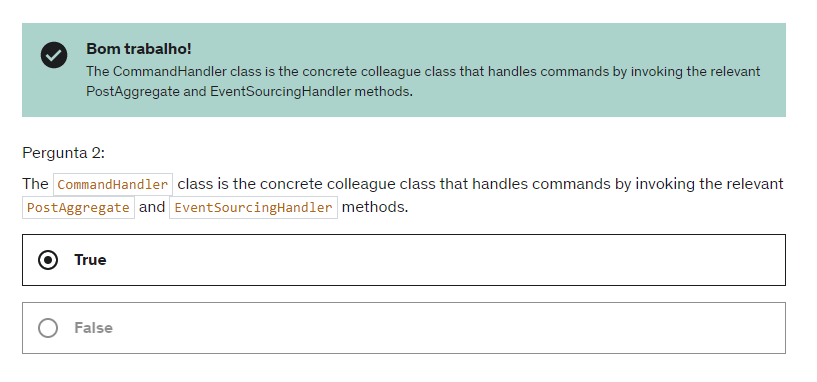 Bom trabalho!
The CommandHandler class is the concrete colleague class that handles commands by invoking the relevant
PostAggregate and EventSourcingHandler methods.
Pergunta 2:
The CommandHandler class is the concrete colleague class that handles commands by invoking the relevant
PostAggregate and EventSourcingHandler methods.
True
False